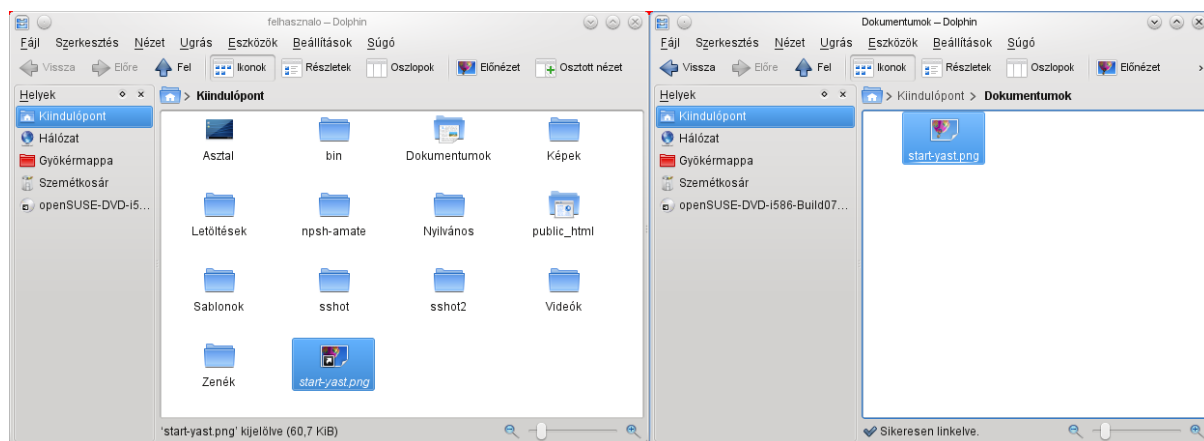 felhasznalo – Dolphin
Fájl Szerkesztés Nézet Ugrás Eszközök Beállítások Súgó
Vissza Előre Fel Ikonok Részletek Oszlopok Előnézet Osztott nézet
Helyek
Kiindulópont
Hálózat
Gyökérmappa
Szemétkosár
openSUSE-DVD-i5...
> Kiindulópont
Asztal bin Dokumentumok Képek
Letöltések npsh-amate Nyilvános public_html
Sablonok sshot sshot2 Videók
Zenék start-yast.png
'start-yast.png' kijelölve (60,7 KiB)
Dokumentumok – Dolphin
Fájl Szerkesztés Nézet Ugrás Eszközök Beállítások Súgó
Vissza Előre Fel Ikonok Részletek Oszlopok Előnézet
Helyek
Kiindulópont
Hálózat
Gyökérmappa
Szemétkosár
openSUSE-DVD-i586-Build07...
> Kiindulópont > Dokumentumok
start-yast.png
Sikeresen linkelve.